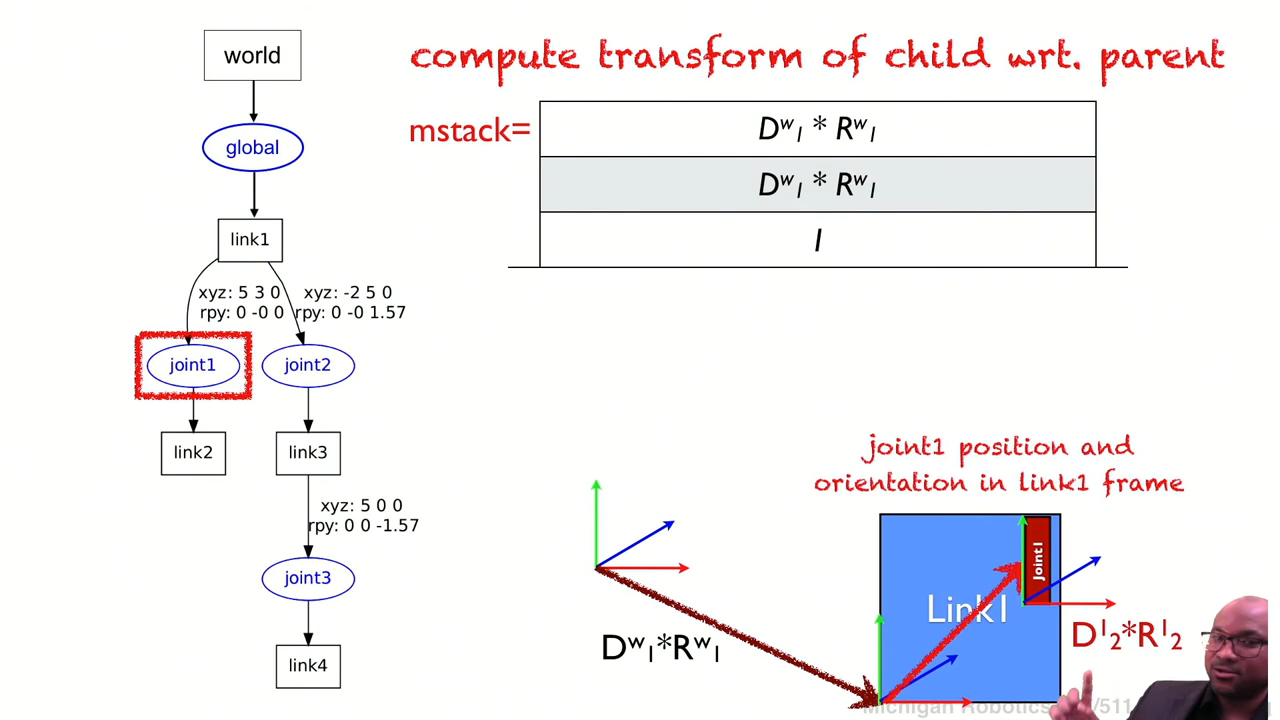 world
compute transform of child wrt. parent
mstack=
Dʷ₁ * Rʷ₁
global
Dʷ₁ * Rʷ₁
link1
I
xyz: 5 3 0
rpy: 0 -0 0
xyz: -2 5 0
rpy: 0 -0 1.57
joint1
joint2
link2
link3
joint1 position and
orientation in link1 frame
xyz: 5 0 0
rpy: 0 0 -1.57
joint3
Joint1
Link1
Dʷ₁*Rʷ₁
D¹₂*R¹₂
link4
Michigan Robotics
/511